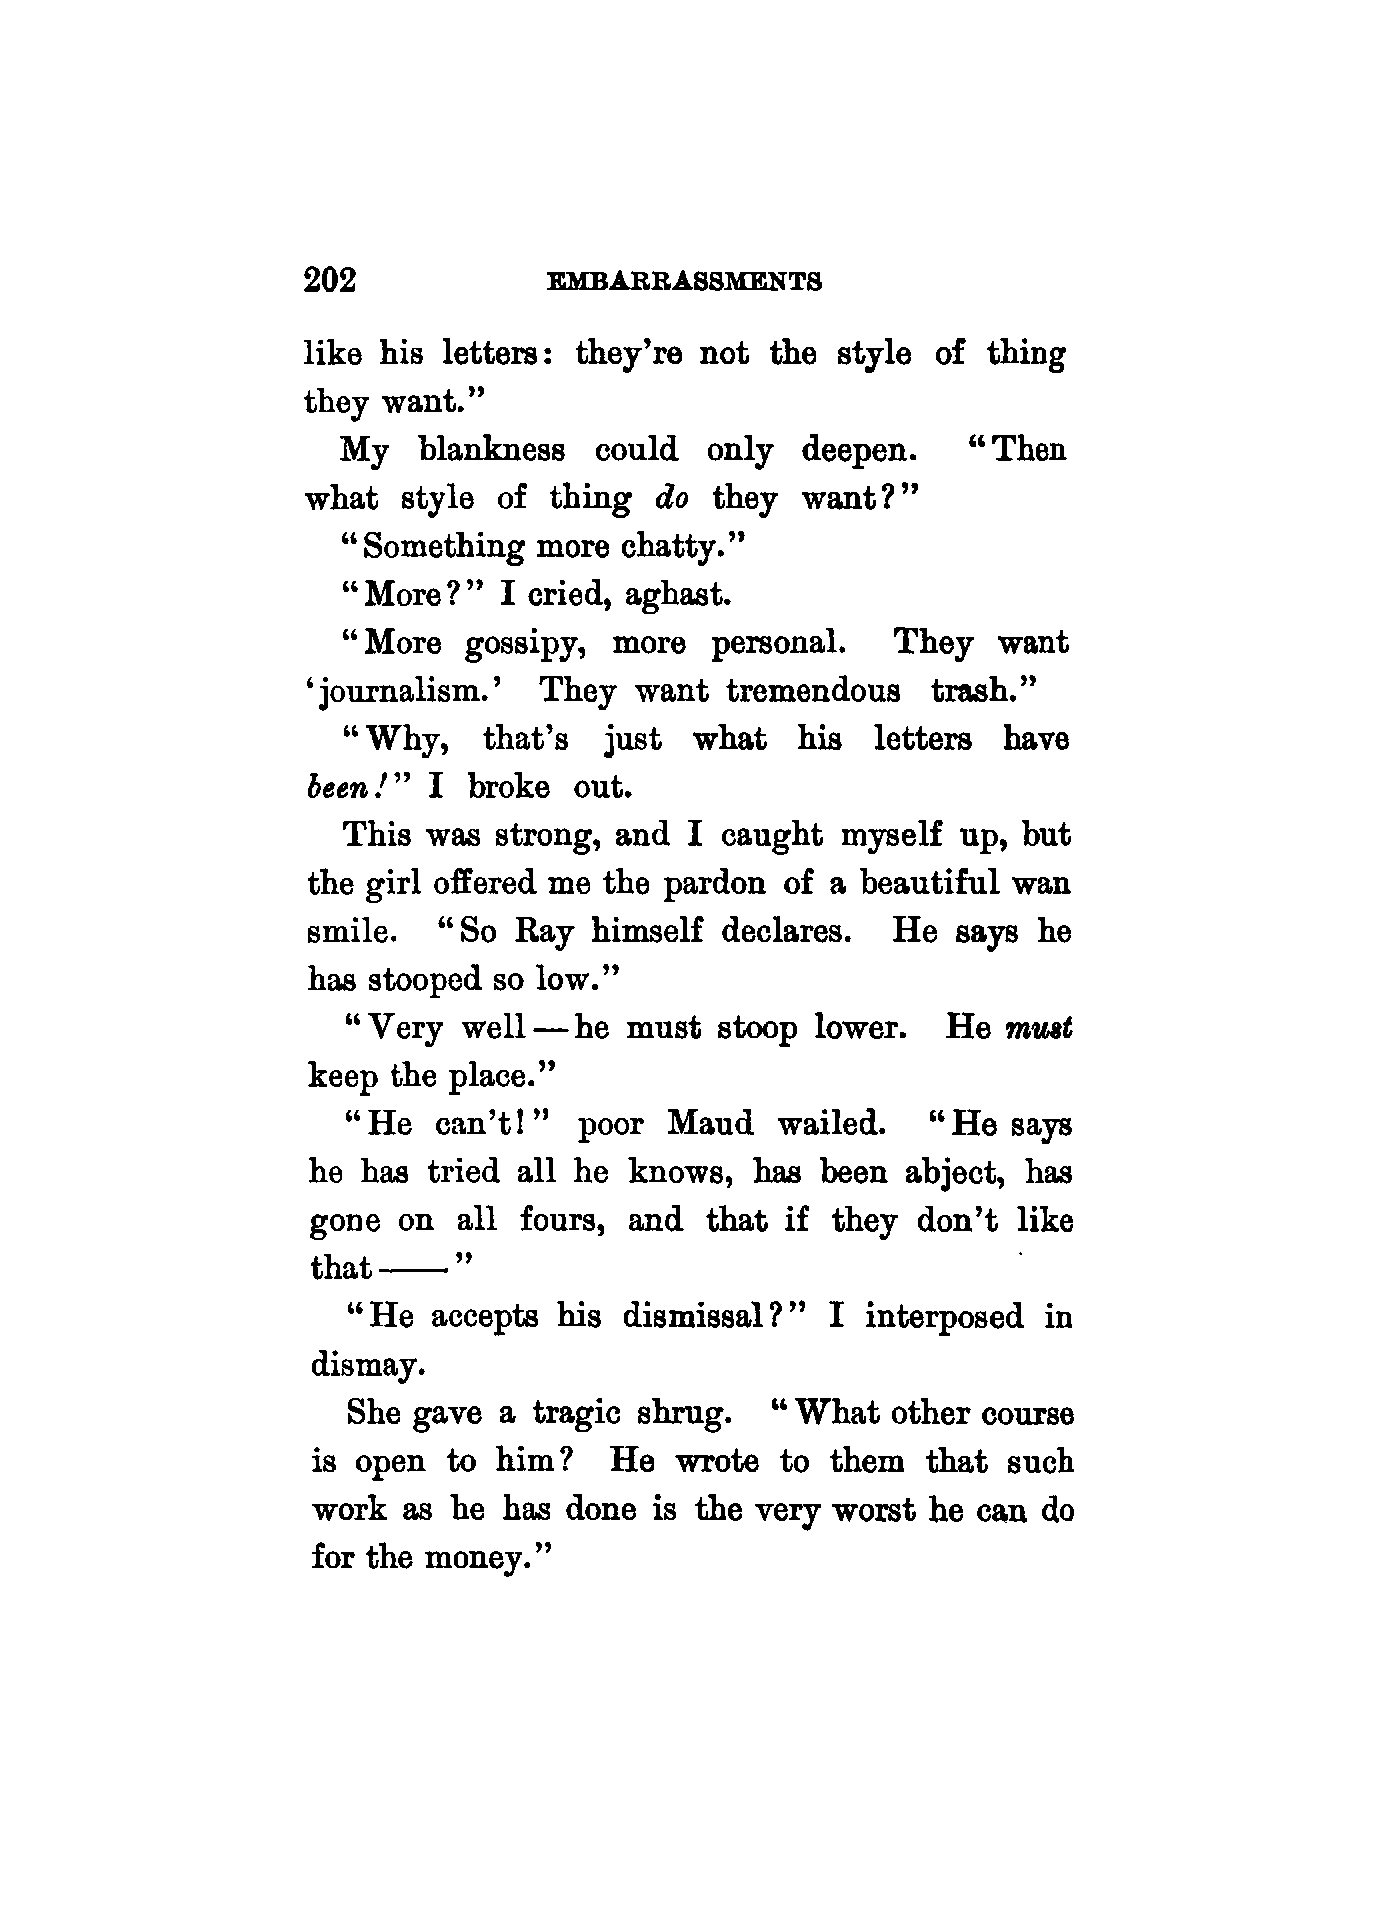 202 EMBARRASSMENTS
like his letters: they're not the style of thing
they want."
My blankness could only deepen. "Then
what style of thing do they want?"
"Something more chatty."
"More?" I cried, aghast.
"More gossipy, more personal. They want
'journalism.' They want tremendous trash."
"Why, that's just what his letters have
been!" I broke out.
This was strong, and I caught myself up, but
the girl offered me the pardon of a beautiful wan
smile. "So Ray himself declares. He says he
has stooped so low."
"Very well—he must stoop lower. He must
keep the place."
"He can't!" poor Maud wailed. "He says
he has tried all he knows, has been abject, has
gone on all fours, and that if they don't like
that——"
"He accepts his dismissal?" I interposed in
dismay.
She gave a tragic shrug. "What other course
is open to him? He wrote to them that such
work as he has done is the very worst he can do
for the money."